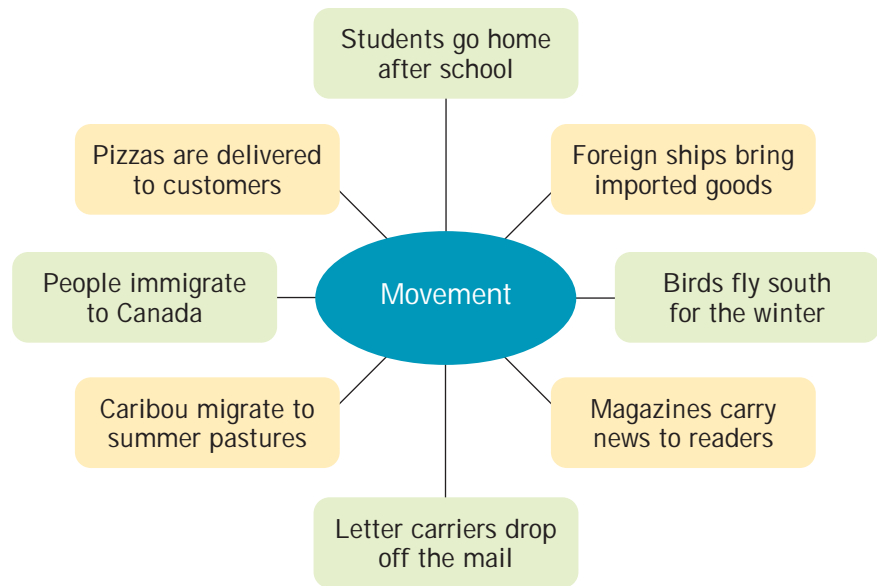 Students go home
after school
Pizzas are delivered
to customers
Foreign ships bring
imported goods
People immigrate
to Canada
Movement
Birds fly south
for the winter
Caribou migrate to
summer pastures
Magazines carry
news to readers
Letter carriers drop
off the mail